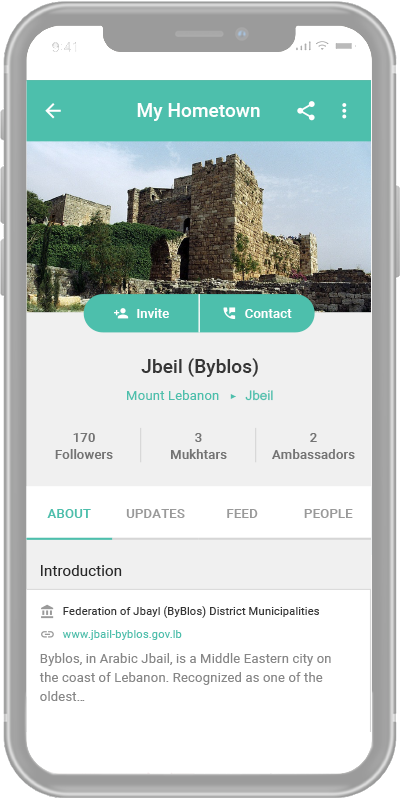 9:41
My Hometown
Invite
Contact
Jbeil (Byblos)
Mount Lebanon ▸ Jbeil
170 3 2
Followers Mukhtars Ambassadors
ABOUT UPDATES FEED PEOPLE
Introduction
Federation of Jbayl (ByBlos) District Municipalities
www.jbail-byblos.gov.lb
Byblos, in Arabic Jbail, is a Middle Eastern city on
the coast of Lebanon. Recognized as one of the
oldest...